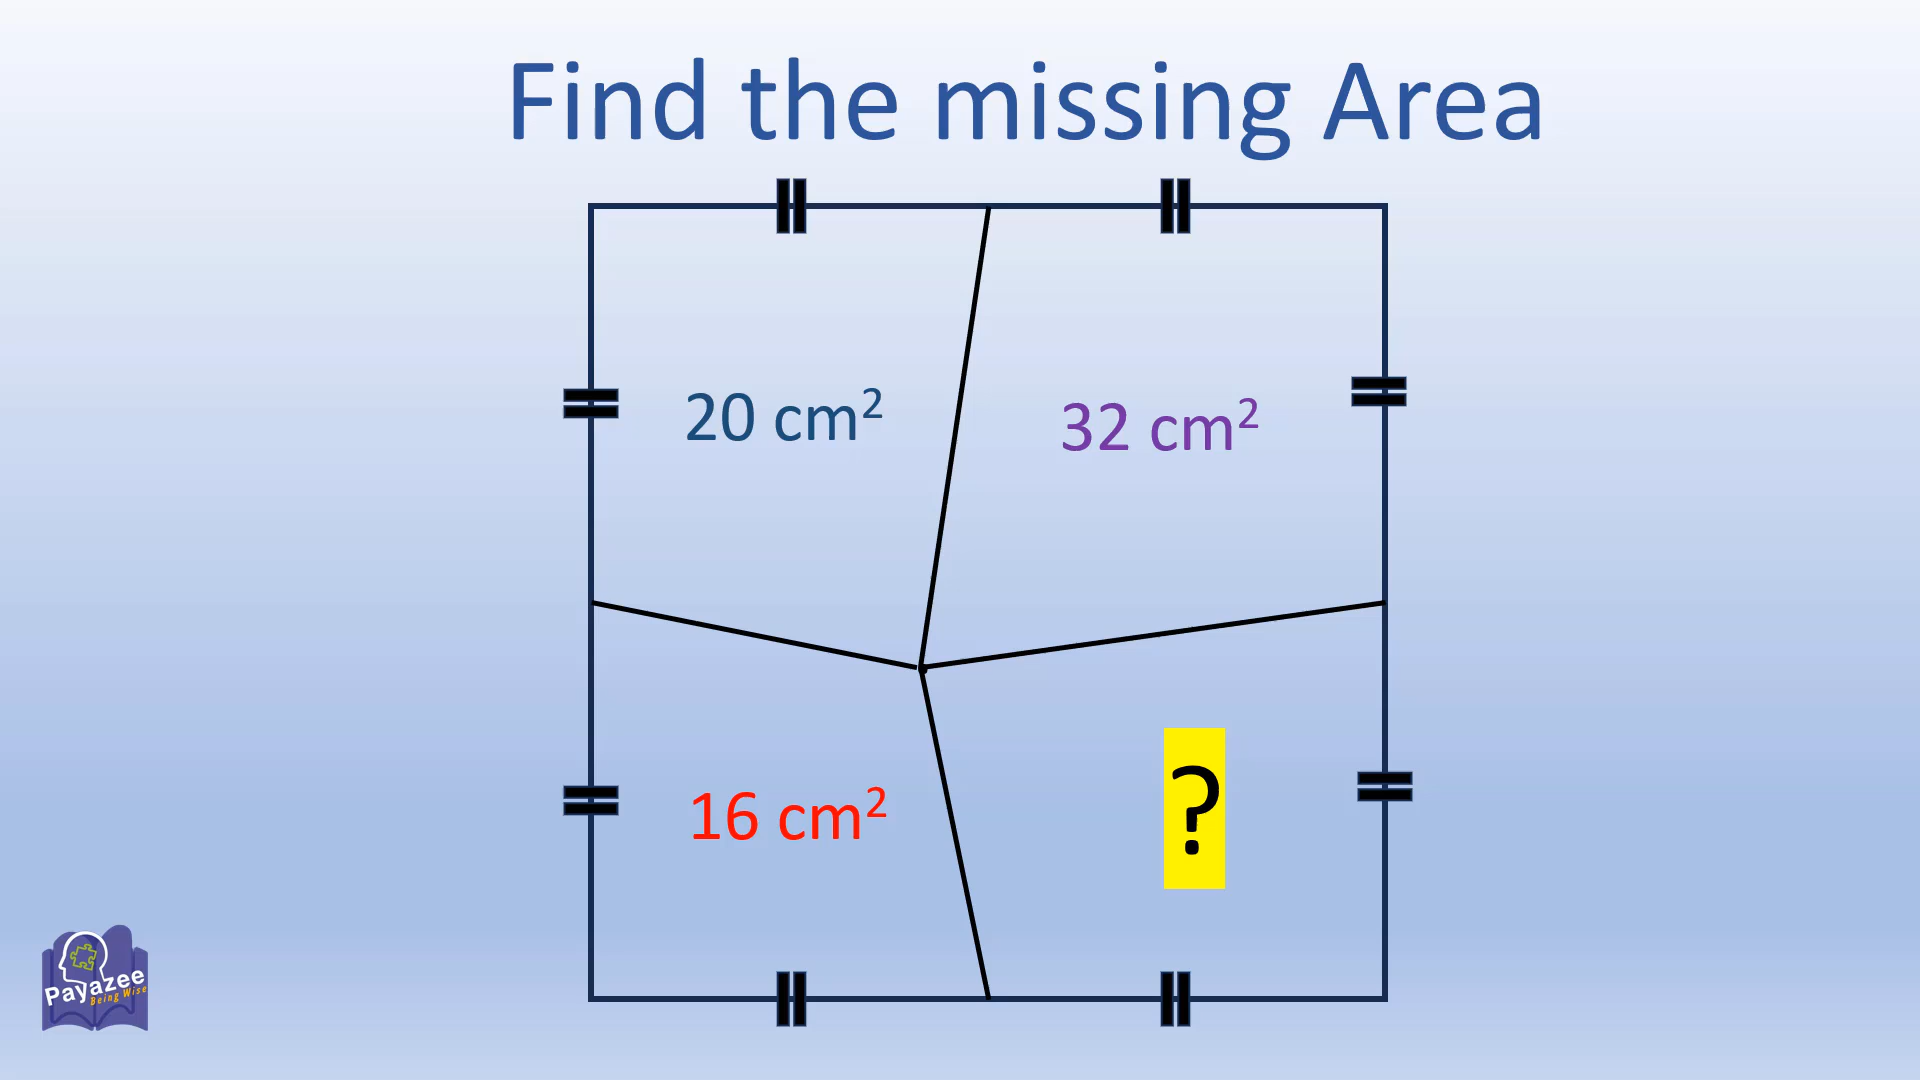 Find the missing Area
20 cm²
32 cm²
16 cm²
?
Payazee
Being Wise